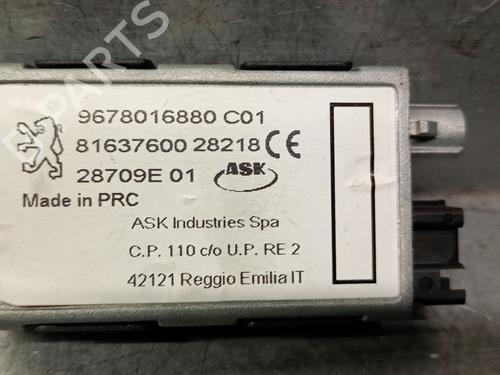 9678016880 C01
81637600 28218 CE
28709E 01 ASK
Made in PRC
ASK Industries Spa
C.P. 110 c/o U.P. RE 2
42121 Reggio Emilia IT